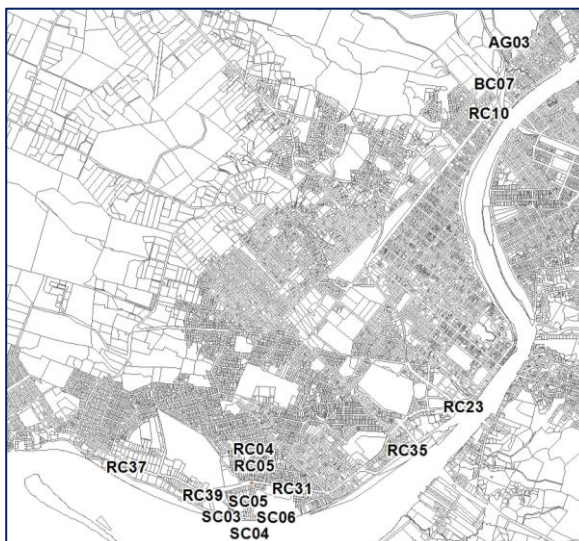 AG03
BC07
RC10
RC23
RC04
RC35
RC05
RC37
RC31
RC39
SC05
SC03
SC06
SC04